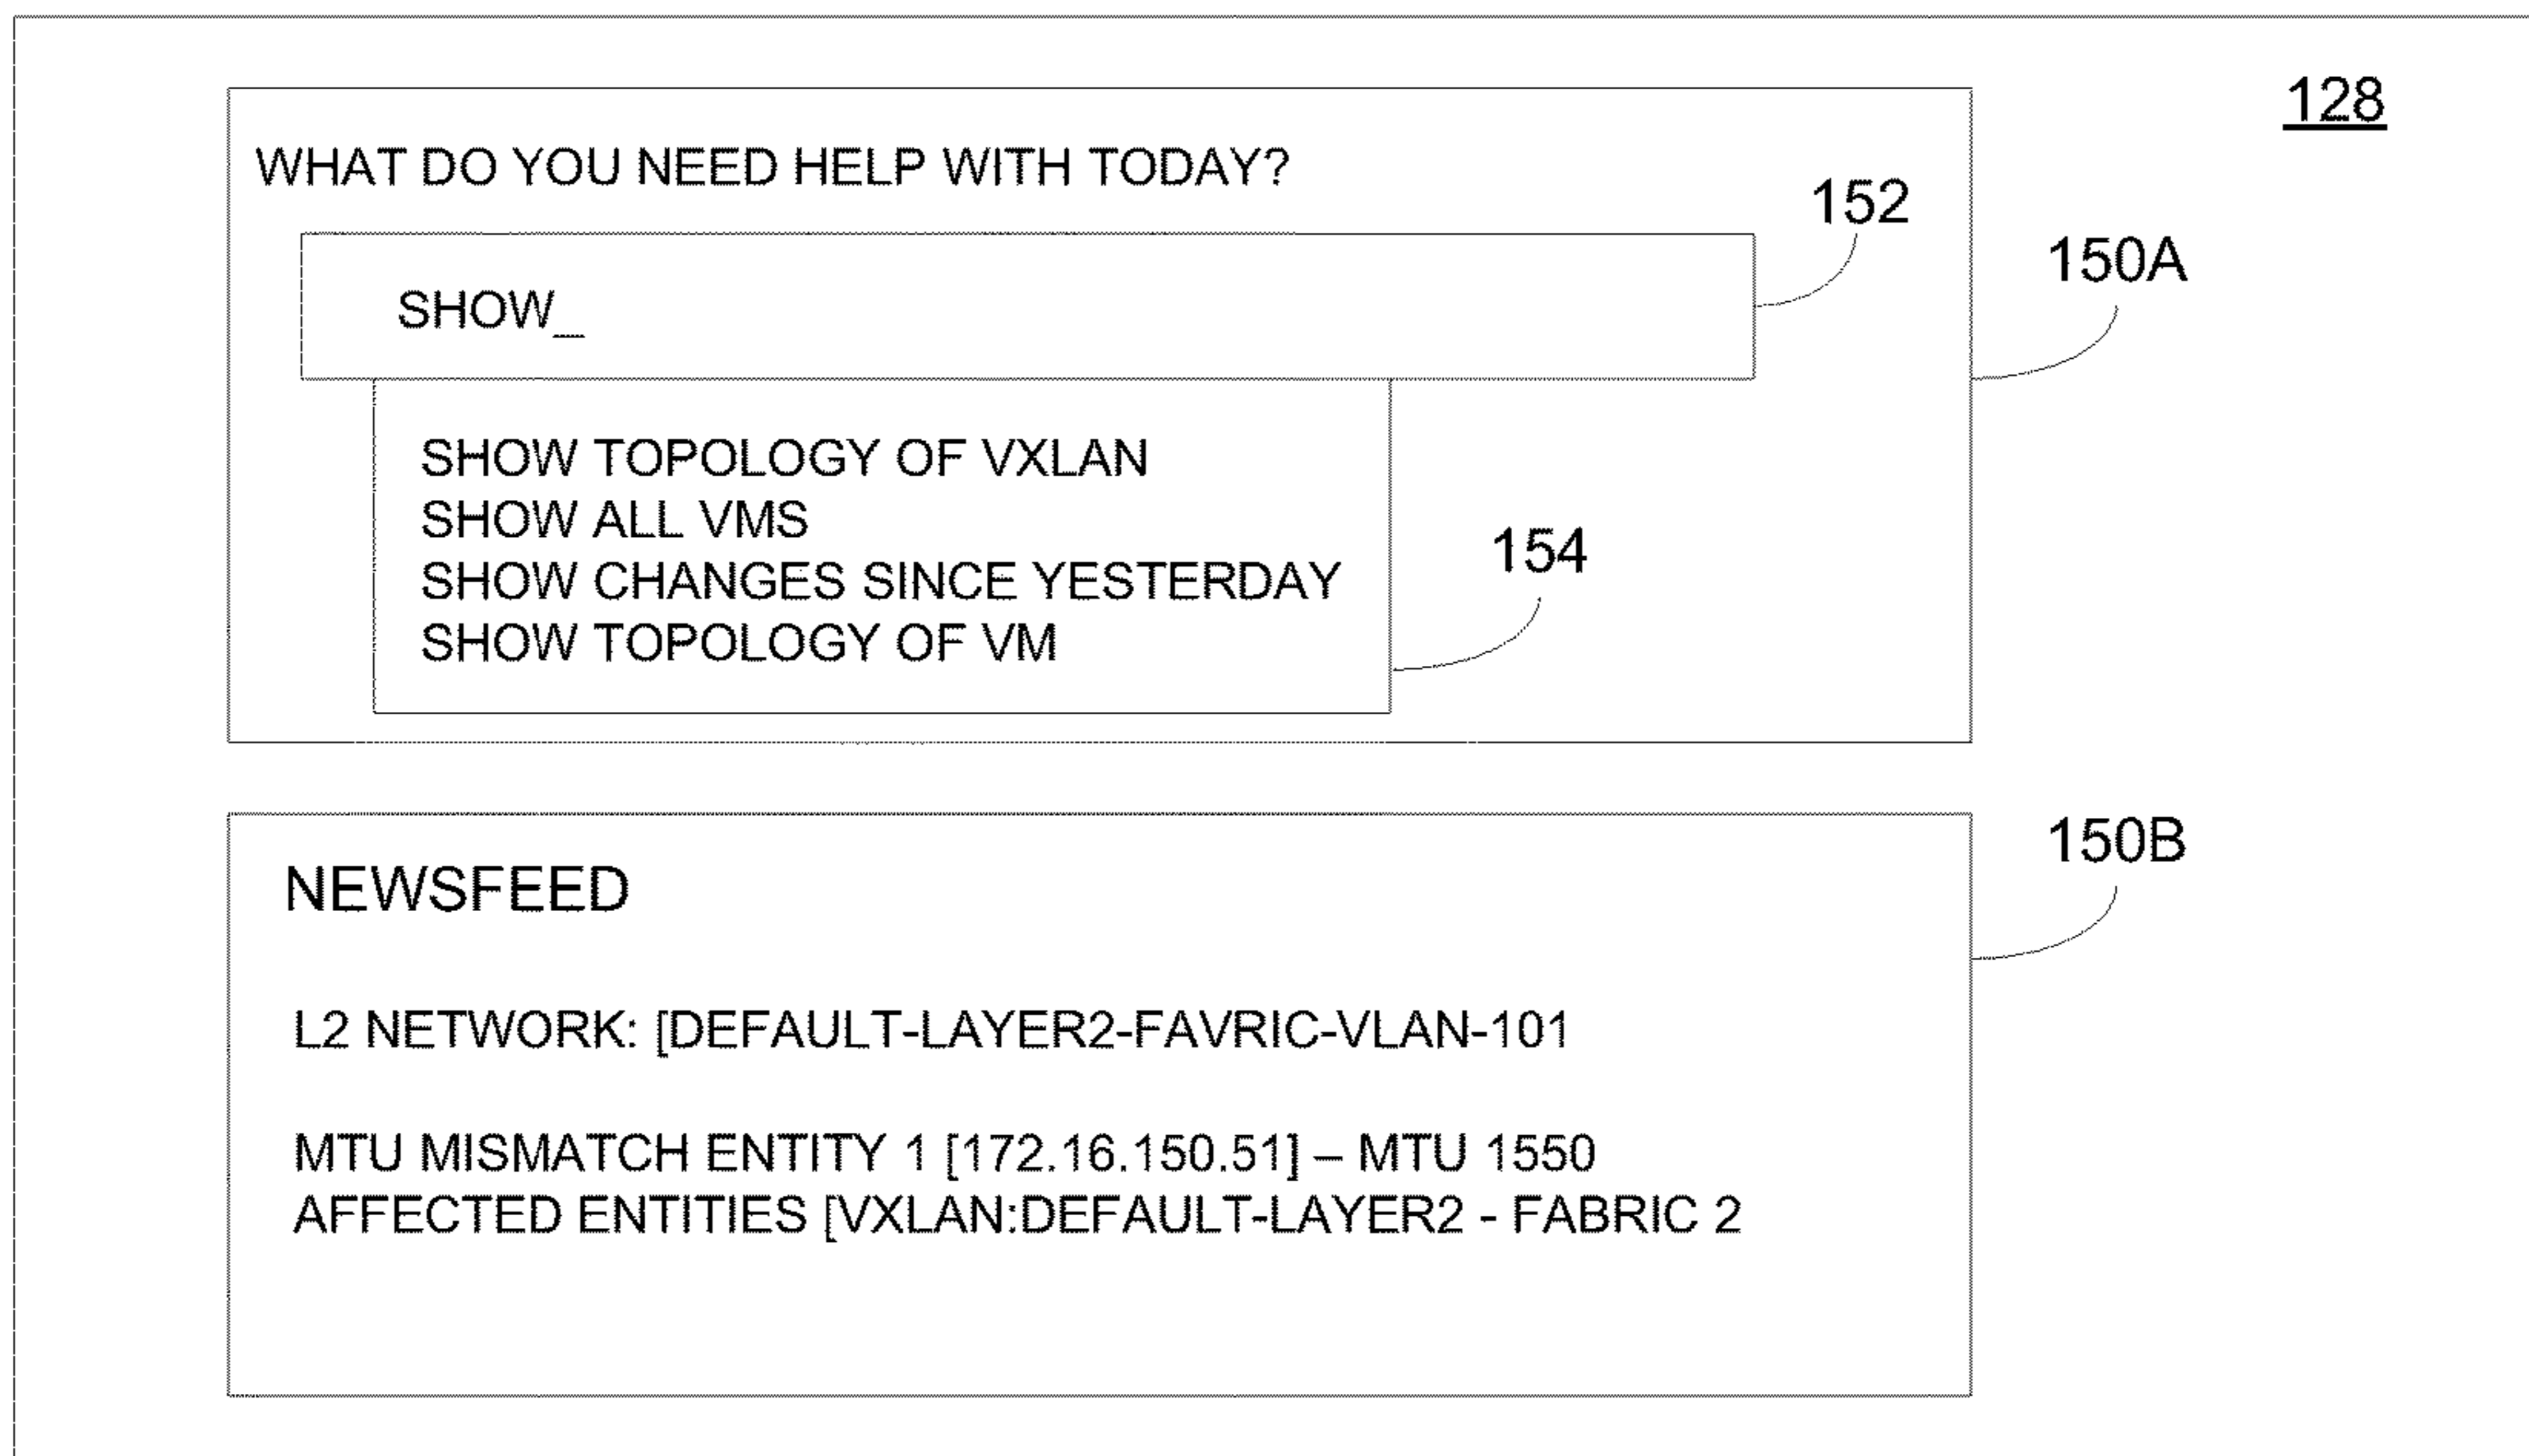 128
WHAT DO YOU NEED HELP WITH TODAY?
152
150A
SHOW_
SHOW TOPOLOGY OF VXLAN
SHOW ALL VMS
SHOW CHANGES SINCE YESTERDAY
SHOW TOPOLOGY OF VM
154
150B
NEWSFEED
L2 NETWORK: [DEFAULT-LAYER2-FAVRIC-VLAN-101
MTU MISMATCH ENTITY 1 [172.16.150.51] – MTU 1550
AFFECTED ENTITIES [VXLAN:DEFAULT-LAYER2 - FABRIC 2